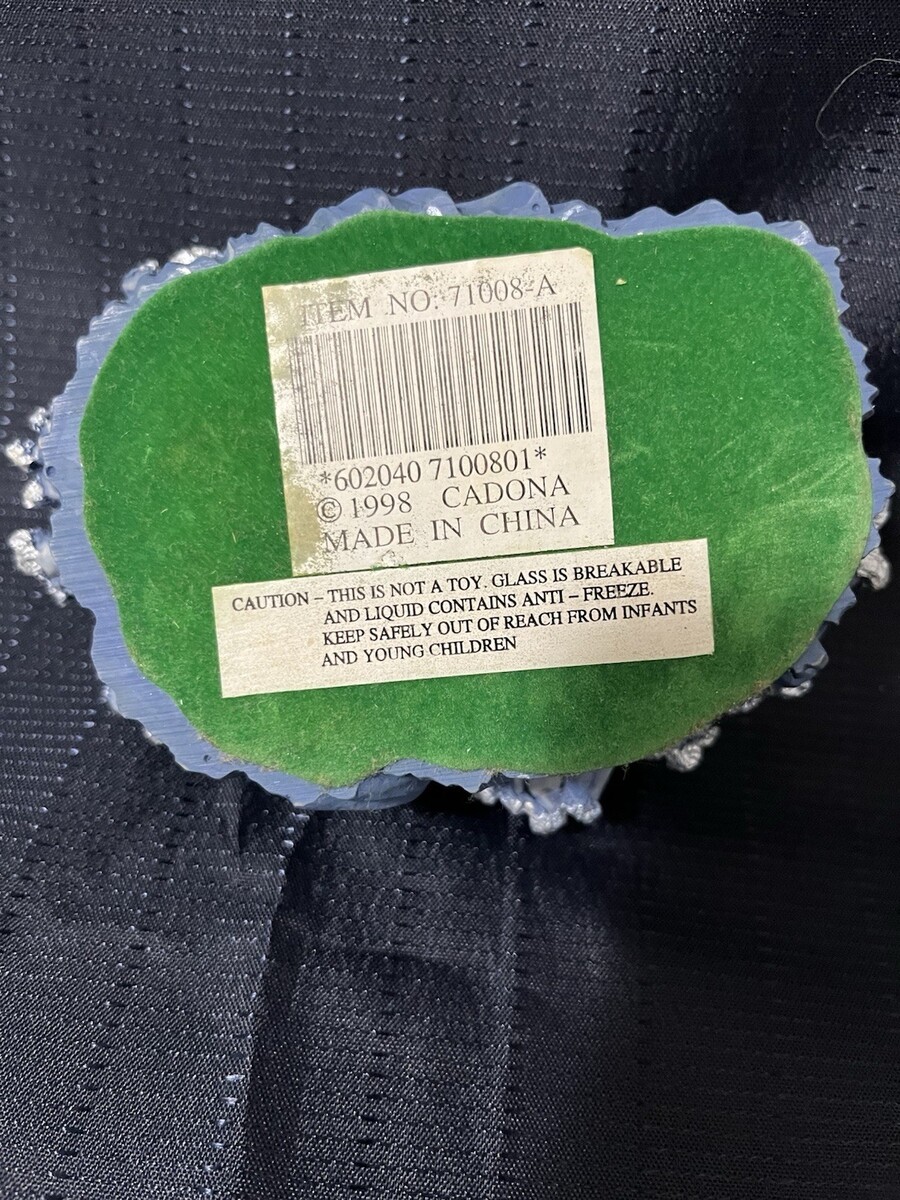 ITEM NO. 71008-A
*602040 7100801*
© 1998 CADONA
MADE IN CHINA
CAUTION – THIS IS NOT A TOY. GLASS IS BREAKABLE
AND LIQUID CONTAINS ANTI – FREEZE.
KEEP SAFELY OUT OF REACH FROM INFANTS
AND YOUNG CHILDREN